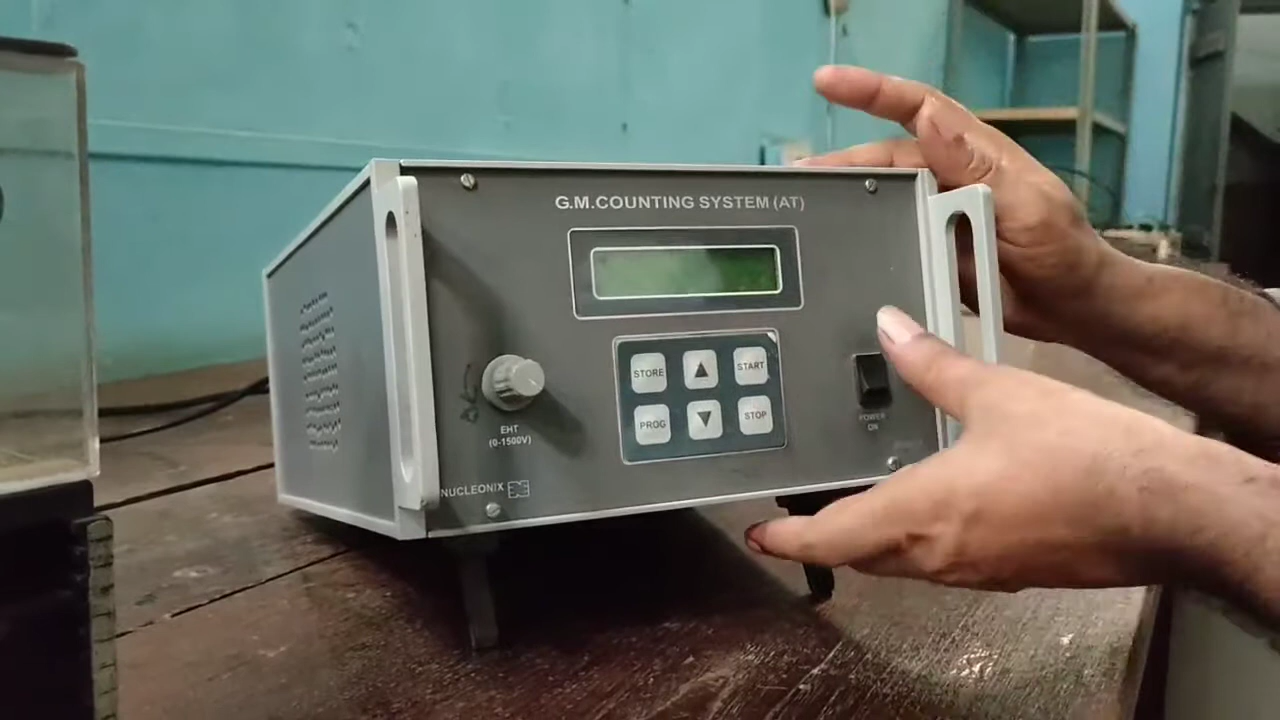 G.M.COUNTING SYSTEM (AT)
STORE
START
PROG
STOP
EHT
(0-1500V)
POWER
ON
NUCLEONIX